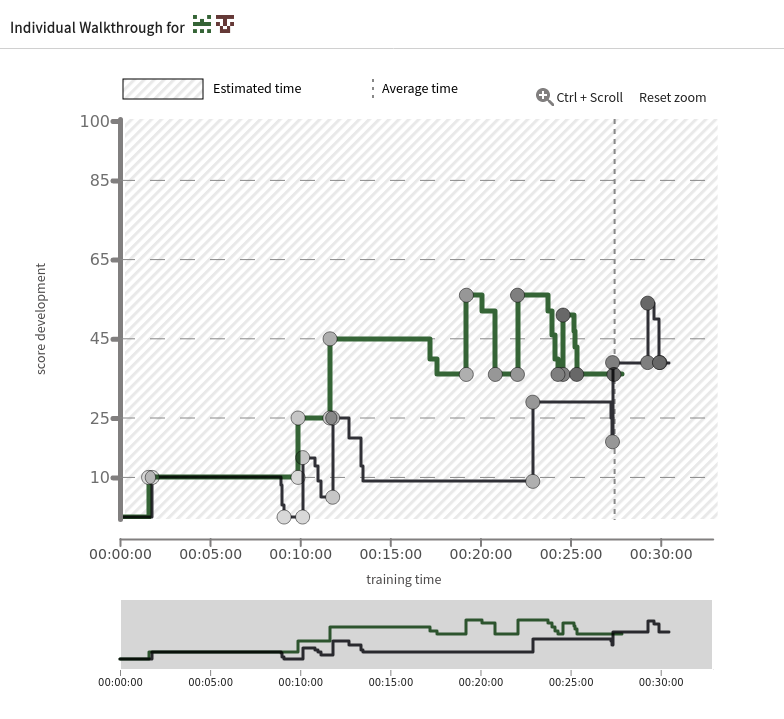 Individual Walkthrough for
Estimated time
Average time
Ctrl + Scroll
Reset zoom
100
85
65
45
25
10
score development
00:00:00 00:05:00 00:10:00 00:15:00 00:20:00 00:25:00 00:30:00
training time
00:00:00 00:05:00 00:10:00 00:15:00 00:20:00 00:25:00 00:30:00